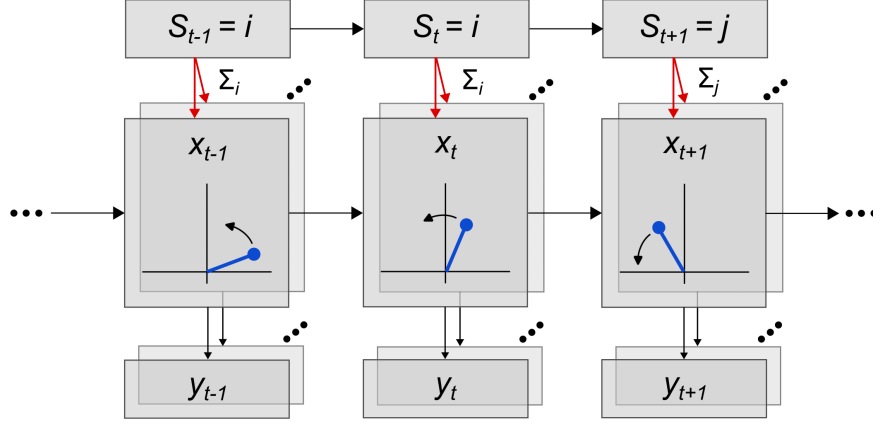 S_{t-1} = i
S_t = i
S_{t+1} = j
Σ_i
Σ_i
Σ_j
x_{t-1}
x_t
x_{t+1}
y_{t-1}
y_t
y_{t+1}